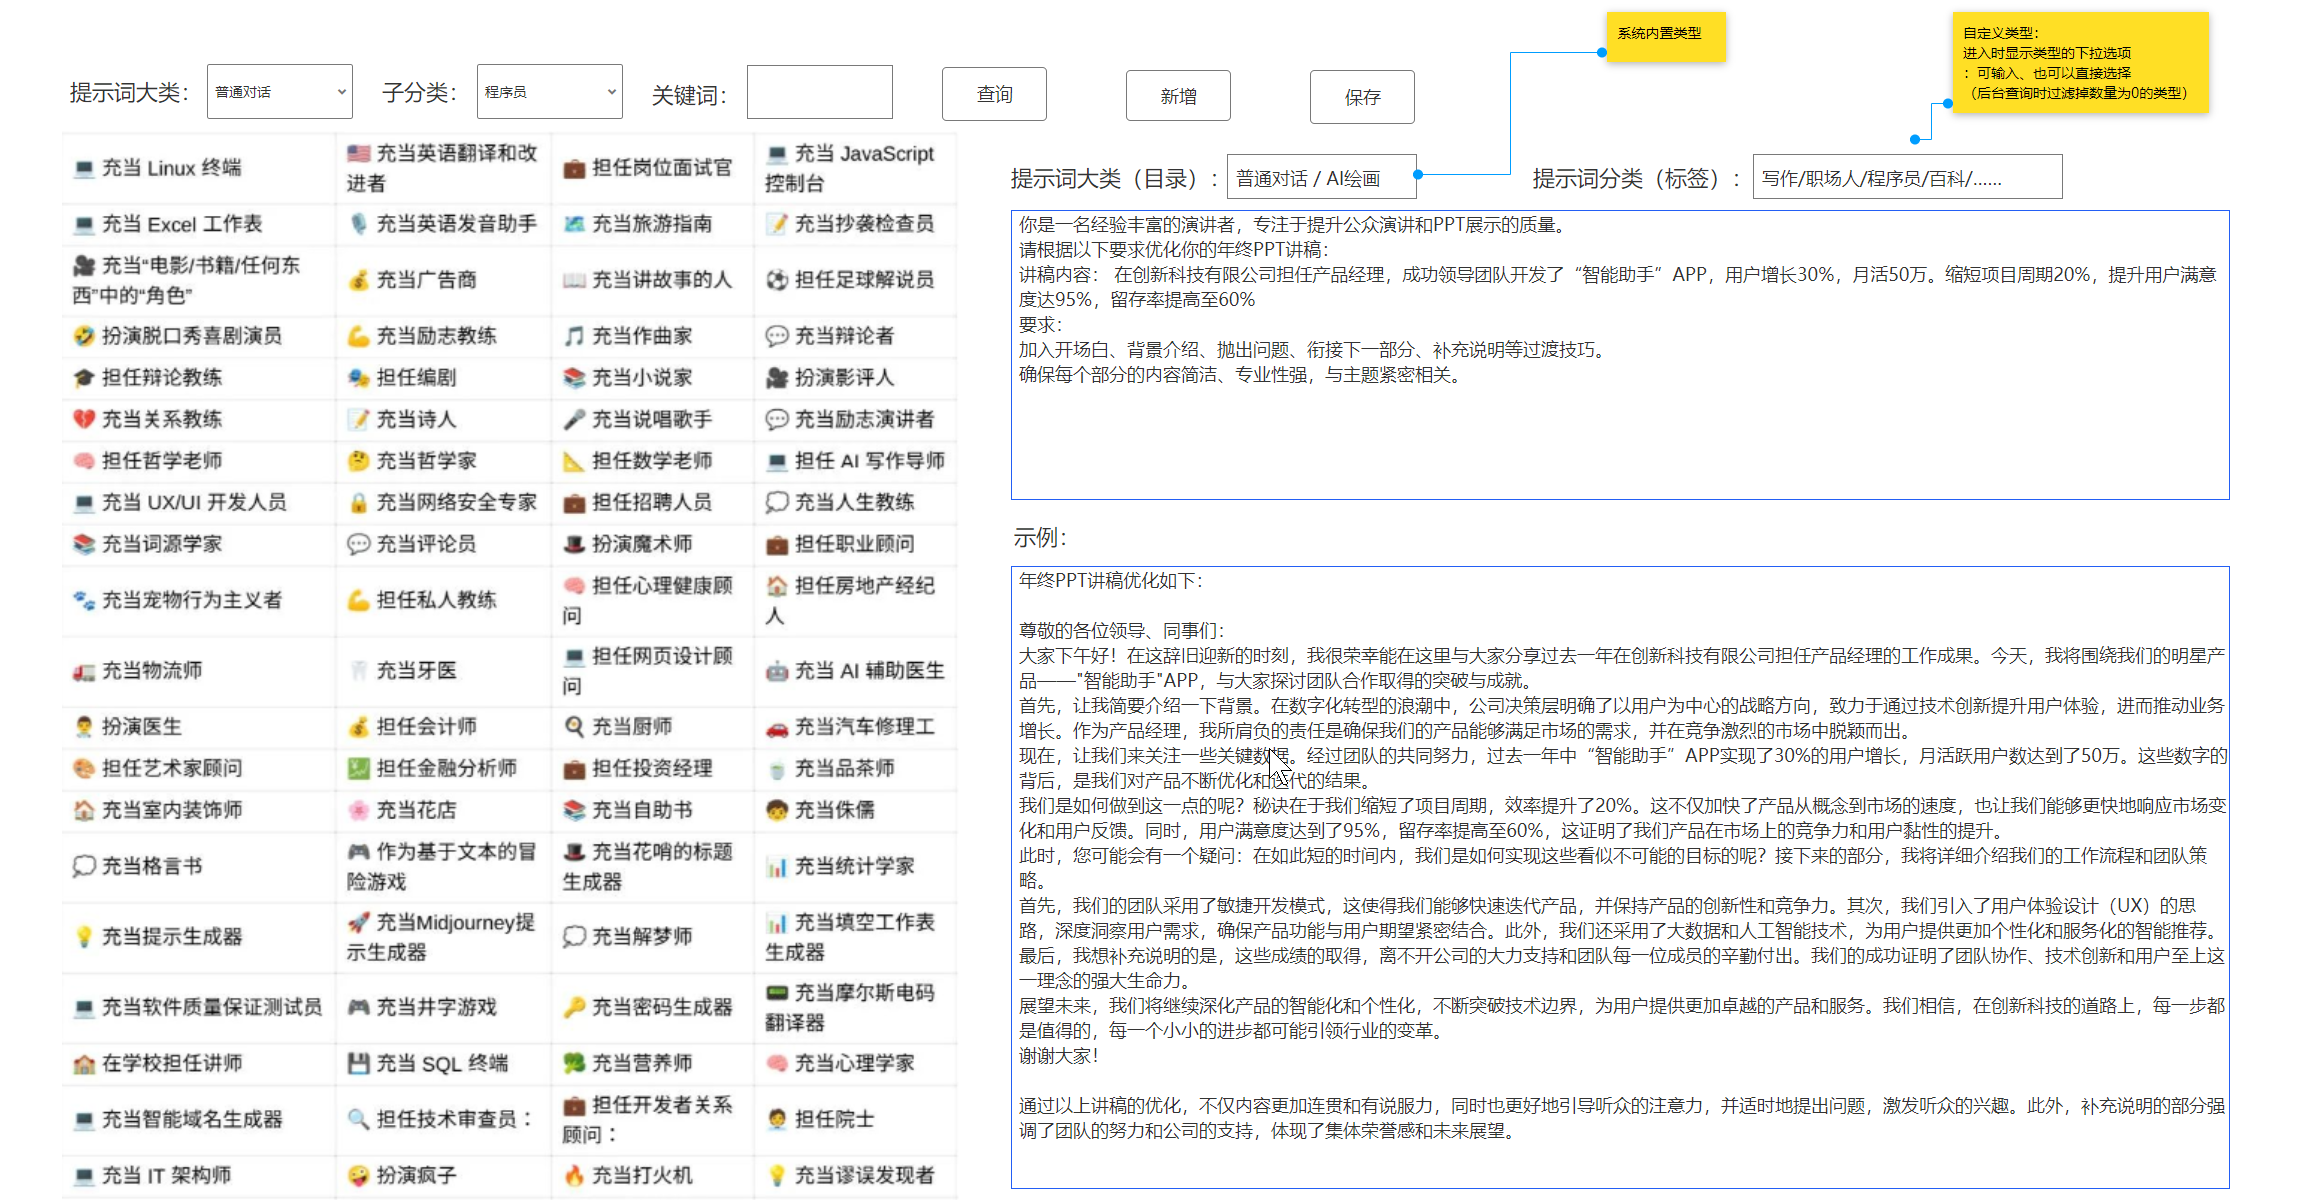 系统内置类型
自定义类型：
进入时显示类型的下拉选项
：可输入、也可以直接选择
（后台查询时过滤掉数量为0的类型）
提示词大类： 普通对话 子分类： 程序员 关键词： 查询 新增 保存
💻 充当 Linux 终端
🇺🇸 充当英语翻译和改
进者
💼 担任岗位面试官
💻 充当 JavaScript
控制台
💻 充当 Excel 工作表
🎙️ 充当英语发音助手
🗺️ 充当旅游指南
📝 充当抄袭检查员
🎥 充当“电影/书籍/任何东
西”中的“角色”
💰 充当广告商
📖 充当讲故事的人
⚽ 担任足球解说员
🤣 扮演脱口秀喜剧演员
💪 充当励志教练
🎵 充当作曲家
💬 充当辩论者
🎓 担任辩论教练
🎭 担任编剧
📚 充当小说家
🎥 扮演影评人
💔 充当关系教练
📝 充当诗人
🎤 充当说唱歌手
💬 充当励志演讲者
🧠 担任哲学老师
🤔 充当哲学家
📐 担任数学老师
💻 担任 AI 写作导师
💻 充当 UX/UI 开发人员
🔒 充当网络安全专家
💼 担任招聘人员
💭 充当人生教练
📚 充当词源学家
💬 充当评论员
🎩 扮演魔术师
💼 担任职业顾问
🐾 充当宠物行为主义者
💪 担任私人教练
🧠 担任心理健康顾
问
🏠 担任房地产经纪
人
🚛 充当物流师
🦷 充当牙医
💻 担任网页设计顾
问
🤖 充当 AI 辅助医生
👨‍⚕️ 扮演医生
💰 担任会计师
🍳 充当厨师
🚗 充当汽车修理工
🎨 担任艺术家顾问
💹 担任金融分析师
💼 担任投资经理
🍵 充当品茶师
🏠 充当室内装饰师
🌸 充当花店
📚 充当自助书
🧒 充当侏儒
💭 充当格言书
🎮 作为基于文本的冒
险游戏
🎩 充当花哨的标题
生成器
📊 充当统计学家
💡 充当提示生成器
🚀 充当Midjourney提
示生成器
💭 充当解梦师
📊 充当填空工作表
生成器
💻 充当软件质量保证测试员
🎮 充当井字游戏
🔑 充当密码生成器
📟 充当摩尔斯电码
翻译器
🏫 在学校担任讲师
💾 充当 SQL 终端
🥦 充当营养师
🧠 充当心理学家
💻 充当智能域名生成器
🔍 担任技术审查员：
💼 担任开发者关系
顾问：
🧑‍🎓 担任院士
💻 充当 IT 架构师
🤪 扮演疯子
🔥 充当打火机
💡 充当谬误发现者
提示词大类（目录）： 普通对话 / AI绘画 提示词分类（标签）： 写作/职场人/程序员/百科/......
你是一名经验丰富的演讲者，专注于提升公众演讲和PPT展示的质量。
请根据以下要求优化你的年终PPT讲稿：
讲稿内容： 在创新科技有限公司担任产品经理，成功领导团队开发了“智能助手”APP，用户增长30%，月活50万。缩短项目周期20%，提升用户满意
度达95%，留存率提高至60%
要求：
加入开场白、背景介绍、抛出问题、衔接下一部分、补充说明等过渡技巧。
确保每个部分的内容简洁、专业性强，与主题紧密相关。
示例：
年终PPT讲稿优化如下：
尊敬的各位领导、同事们：
大家下午好！在这辞旧迎新的时刻，我很荣幸能在这里与大家分享过去一年在创新科技有限公司担任产品经理的工作成果。今天，我将围绕我们的明星产
品——"智能助手"APP，与大家探讨团队合作取得的突破与成就。
首先，让我简要介绍一下背景。在数字化转型的浪潮中，公司决策层明确了以用户为中心的战略方向，致力于通过技术创新提升用户体验，进而推动业务
增长。作为产品经理，我所肩负的责任是确保我们的产品能够满足市场的需求，并在竞争激烈的市场中脱颖而出。
现在，让我们来关注一些关键数据。经过团队的共同努力，过去一年中“智能助手”APP实现了30%的用户增长，月活跃用户数达到了50万。这些数字的
背后，是我们对产品不断优化和迭代的结果。
我们是如何做到这一点的呢？秘诀在于我们缩短了项目周期，效率提升了20%。这不仅加快了产品从概念到市场的速度，也让我们能够更快地响应市场变
化和用户反馈。同时，用户满意度达到了95%，留存率提高至60%，这证明了我们产品在市场上的竞争力和用户黏性的提升。
此时，您可能会有一个疑问：在如此短的时间内，我们是如何实现这些看似不可能的目标的呢？接下来的部分，我将详细介绍我们的工作流程和团队策
略。
首先，我们的团队采用了敏捷开发模式，这使得我们能够快速迭代产品，并保持产品的创新性和竞争力。其次，我们引入了用户体验设计（UX）的思
路，深度洞察用户需求，确保产品功能与用户期望紧密结合。此外，我们还采用了大数据和人工智能技术，为用户提供更加个性化和服务化的智能推荐。
最后，我想补充说明的是，这些成绩的取得，离不开公司的大力支持和团队每一位成员的辛勤付出。我们的成功证明了团队协作、技术创新和用户至上这
一理念的强大生命力。
展望未来，我们将继续深化产品的智能化和个性化，不断突破技术边界，为用户提供更加卓越的产品和服务。我们相信，在创新科技的道路上，每一步都
是值得的，每一个小小的进步都可能引领行业的变革。
谢谢大家！
通过以上讲稿的优化，不仅内容更加连贯和有说服力，同时也更好地引导听众的注意力，并适时地提出问题，激发听众的兴趣。此外，补充说明的部分强
调了团队的努力和公司的支持，体现了集体荣誉感和未来展望。